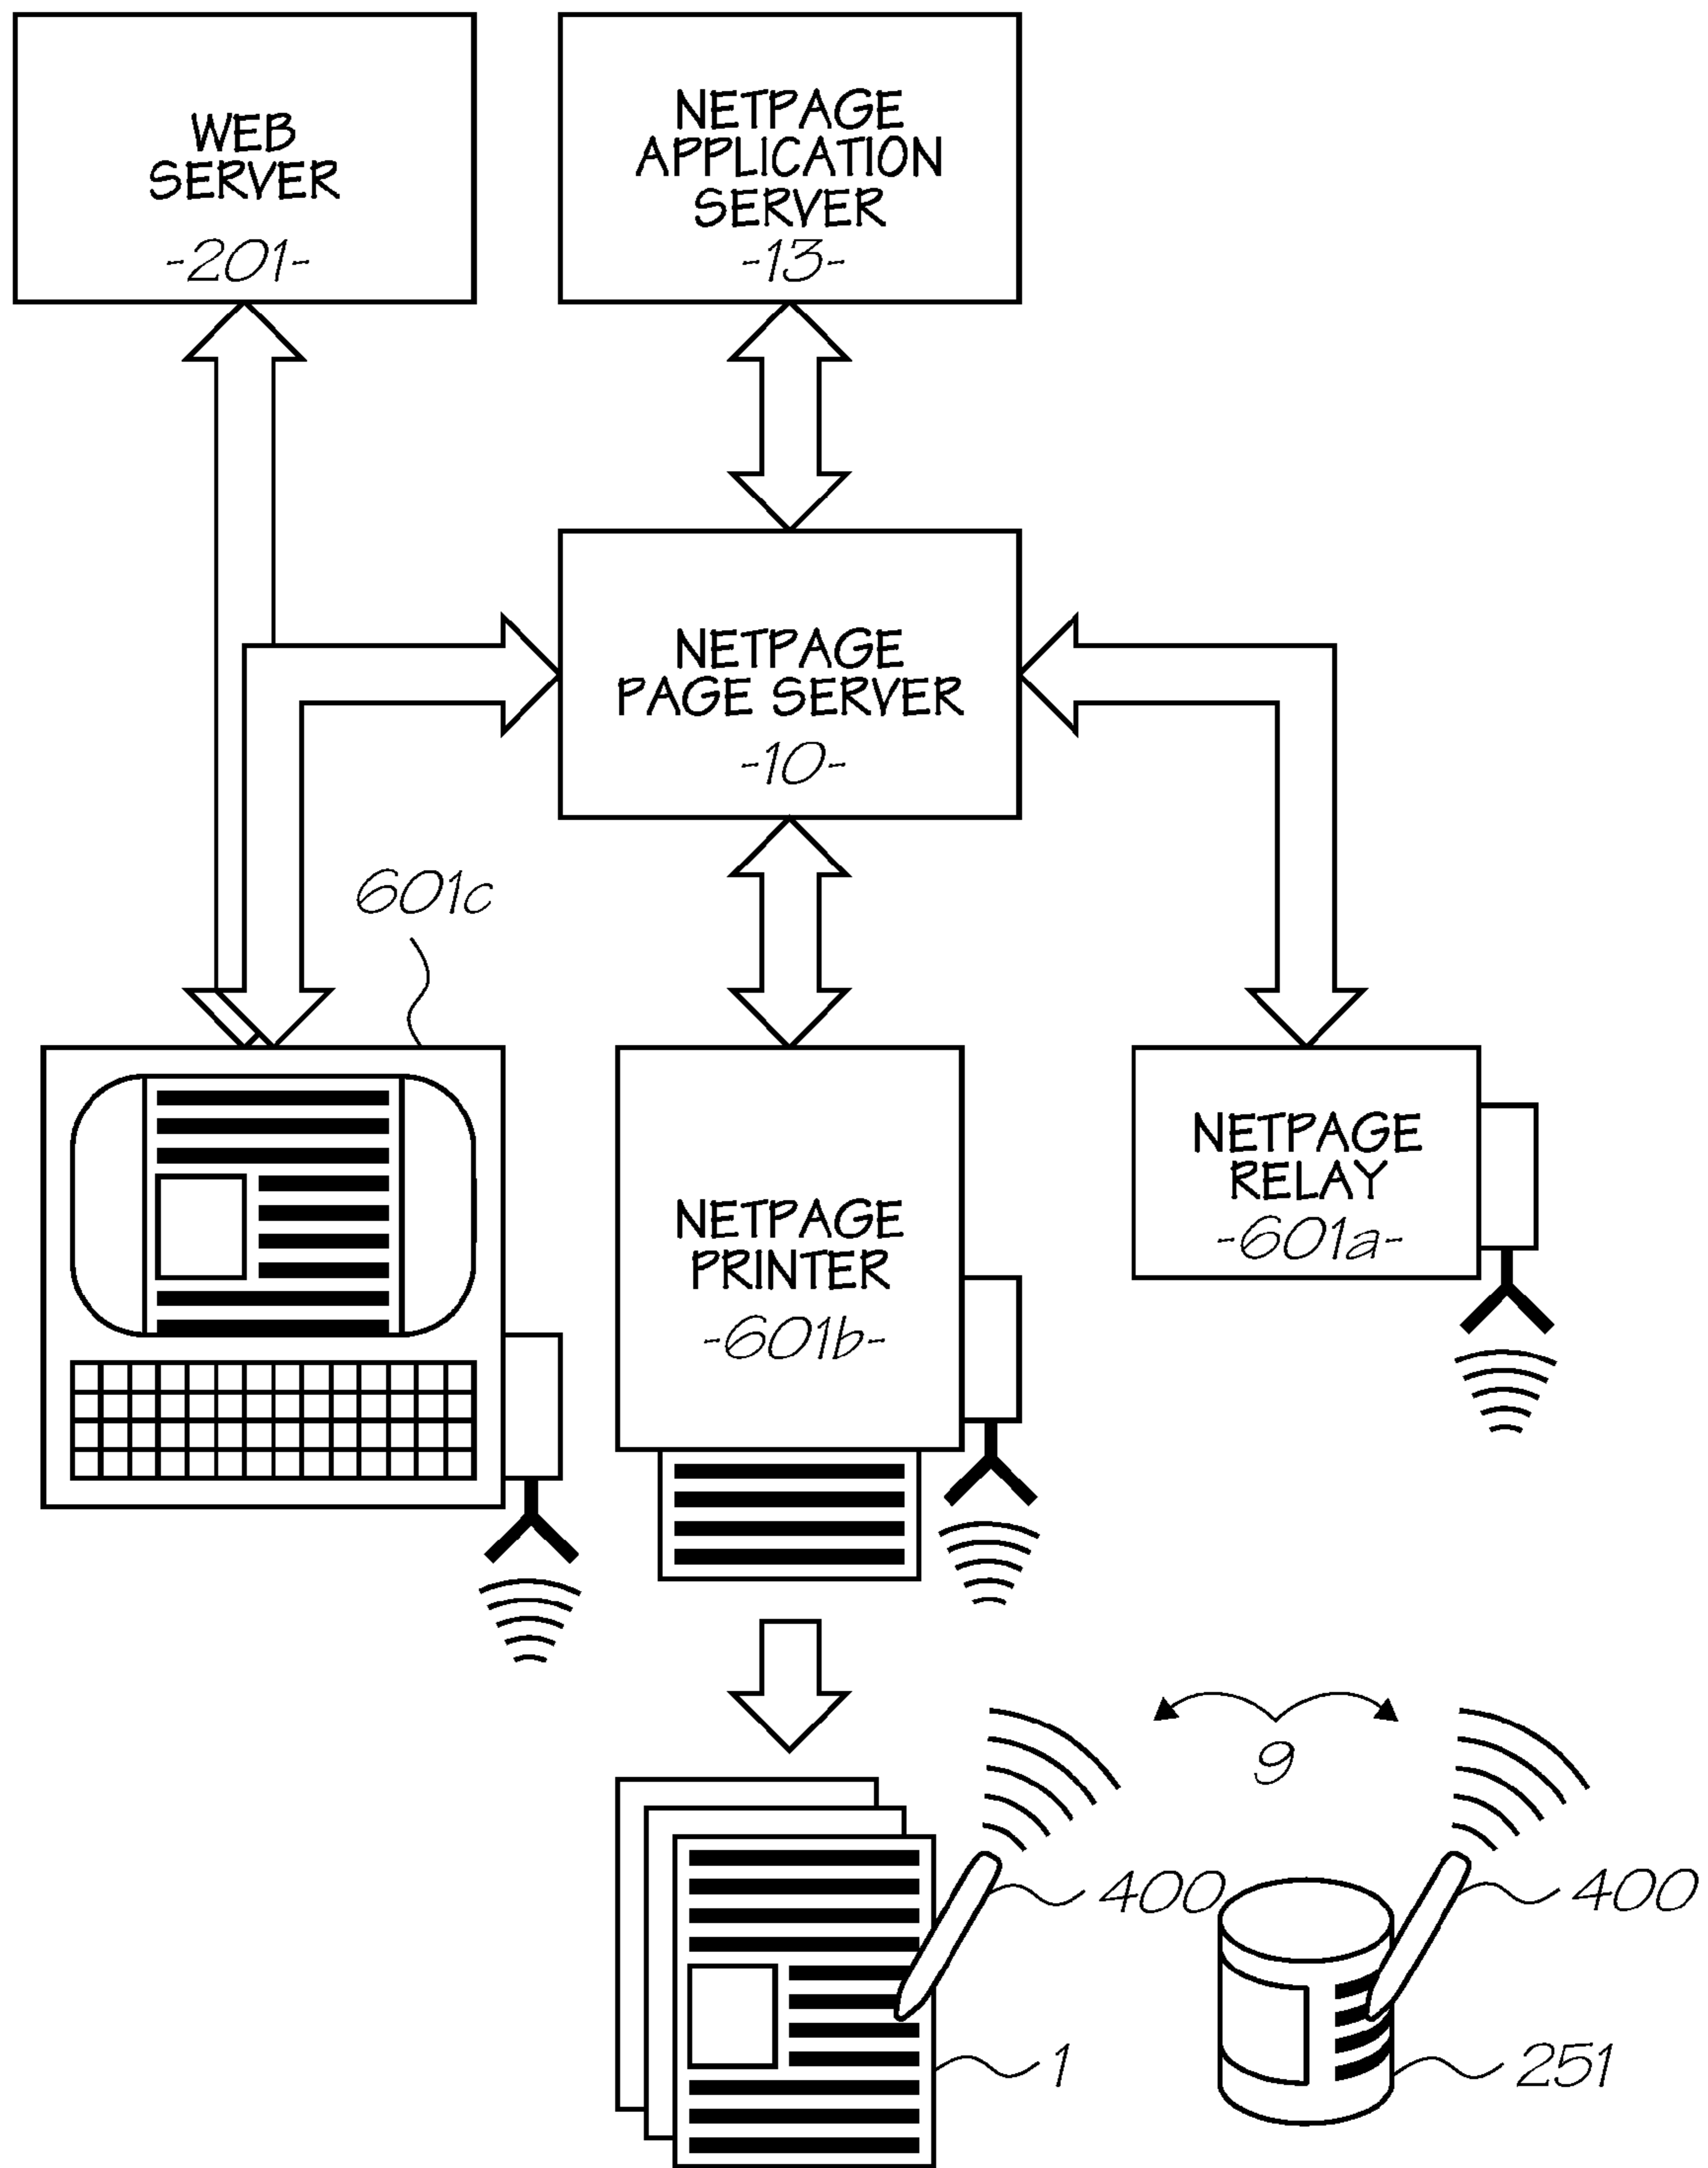 WEB
SERVER
-201-
NETPAGE
APPLICATION
SERVER
-13-
NETPAGE
PAGE SERVER
-10-
601c
NETPAGE
PRINTER
-601b-
NETPAGE
RELAY
-601a-
9
400
400
1
251